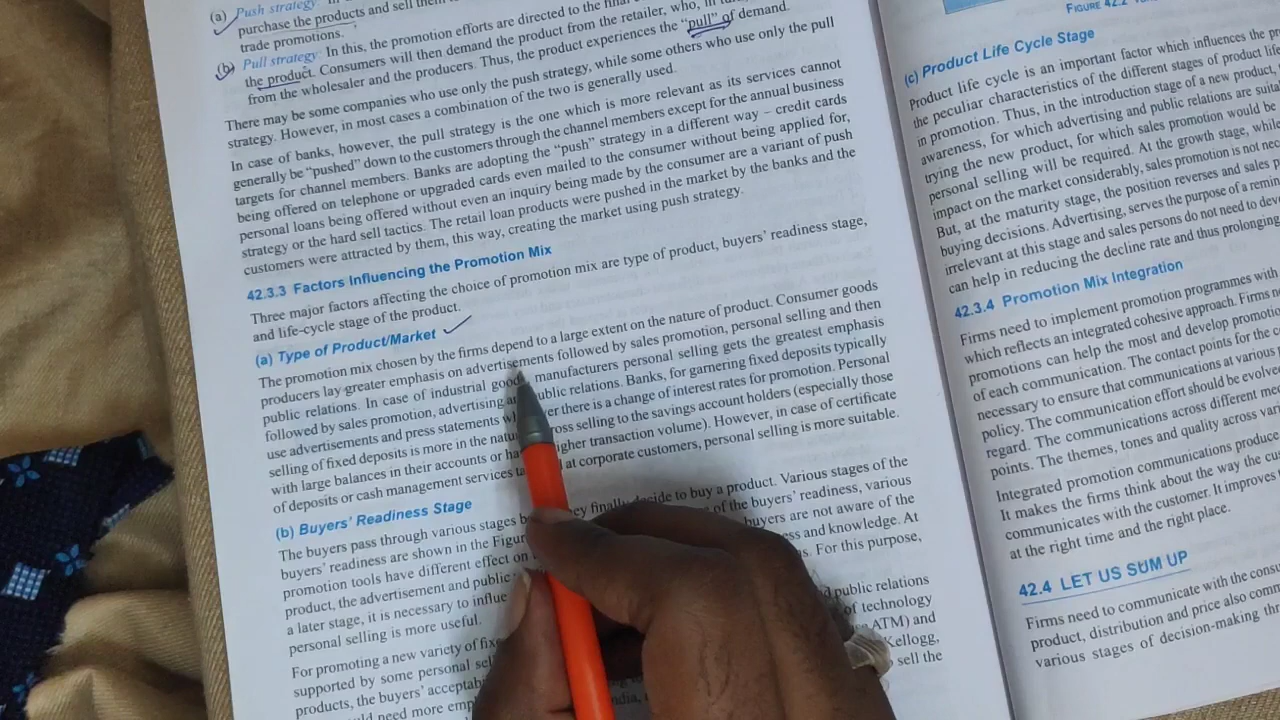 (a) Push strategy: In
purchase the products and sell them
trade promotions.
(b) Pull strategy: In this, the promotion efforts are directed to the final
the product. Consumers will then demand the product from the retailer, who, in
from the wholesaler and the producers. Thus, the product experiences the "pull" of demand.
There may be some companies who use only the push strategy, while some others who use only the pull
strategy. However, in most cases a combination of the two is generally used.
In case of banks, however, the pull strategy is the one which is more relevant as its services cannot
generally be "pushed" down to the customers through the channel members except for the annual business
targets for channel members. Banks are adopting the "push" strategy in a different way – credit cards
being offered on telephone or upgraded cards even mailed to the consumer without being applied for,
personal loans being offered without even an inquiry being made by the consumer are a variant of push
strategy or the hard sell tactics. The retail loan products were pushed in the market by the banks and the
customers were attracted by them, this way, creating the market using push strategy.
42.3.3 Factors Influencing the Promotion Mix
Three major factors affecting the choice of promotion mix are type of product, buyers' readiness stage,
and life-cycle stage of the product.
(a) Type of Product/Market
The promotion mix chosen by the firms depend to a large extent on the nature of product. Consumer goods
producers lay greater emphasis on advertisements followed by sales promotion, personal selling and then
public relations. In case of industrial goods manufacturers personal selling gets the greatest emphasis
followed by sales promotion, advertising and public relations. Banks, for garnering fixed deposits typically
use advertisements and press statements there is a change of interest rates for promotion. Personal
selling of fixed deposits is more in the selling to the savings account holders (especially those
with large balances in their accounts or higher transaction volume). However, in case of certificate
of deposits or cash management services at corporate customers, personal selling is more suitable.
(b) Buyers' Readiness Stage
The buyers pass through various stages finally decide to buy a product. Various stages of the
buyers' readiness are shown in the of the buyers' readiness, various
promotion tools have different effect on buyers are not aware of the
product, the advertisement and public and knowledge. At
a later stage, it is necessary to For this purpose,
personal selling is more useful.
For promoting a new variety of public relations
supported by some personal of technology
products, the buyers' ATM) and
need more Kellogg,
sell the
FIGURE 42.2
(c) Product Life Cycle Stage
Product life cycle is an important factor which influences the
the peculiar characteristics of the different stages of product
in promotion. Thus, in the introduction stage of a new product,
awareness, for which advertising and public relations are
trying the new product, for which sales promotion would be
personal selling will be required. At the growth stage,
impact on the market considerably, sales promotion is not
But, at the maturity stage, the position reverses and sales
buying decisions. Advertising, serves the purpose of a
irrelevant at this stage and sales persons do not need to
can help in reducing the decline rate and thus prolonging
42.3.4 Promotion Mix Integration
Firms need to implement promotion programmes with
which reflects an integrated cohesive approach. Firms
promotions can help the most and develop
of each communication. The contact points for the
necessary to ensure that communications at various
policy. The communication effort should be
regard. The communications across different
points. The themes, tones and quality across
Integrated promotion communications
It makes the firms think about the way the
communicates with the customer. It improves
at the right time and the right place.
42.4 LET US SUM UP
Firms need to communicate with the
product, distribution and price also
various stages of decision-making